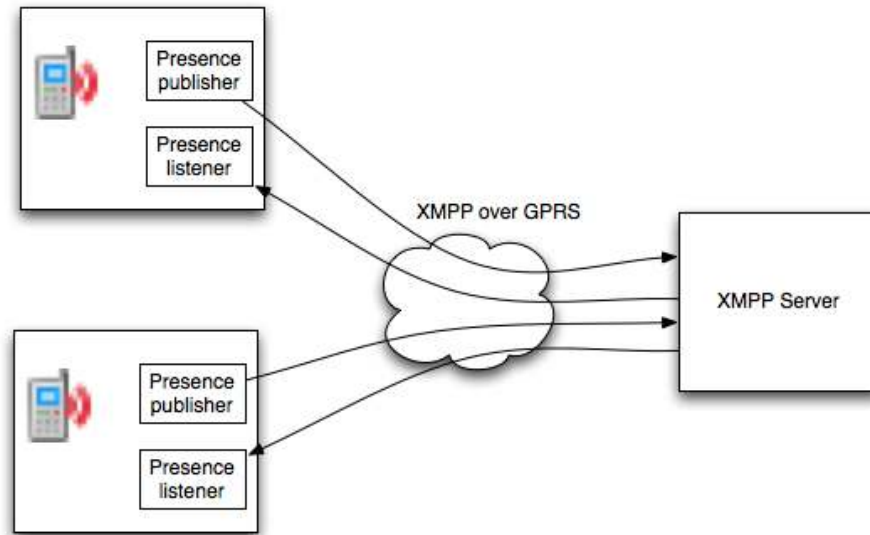 Presence
publisher
Presence
listener
XMPP over GPRS
XMPP Server
Presence
publisher
Presence
listener